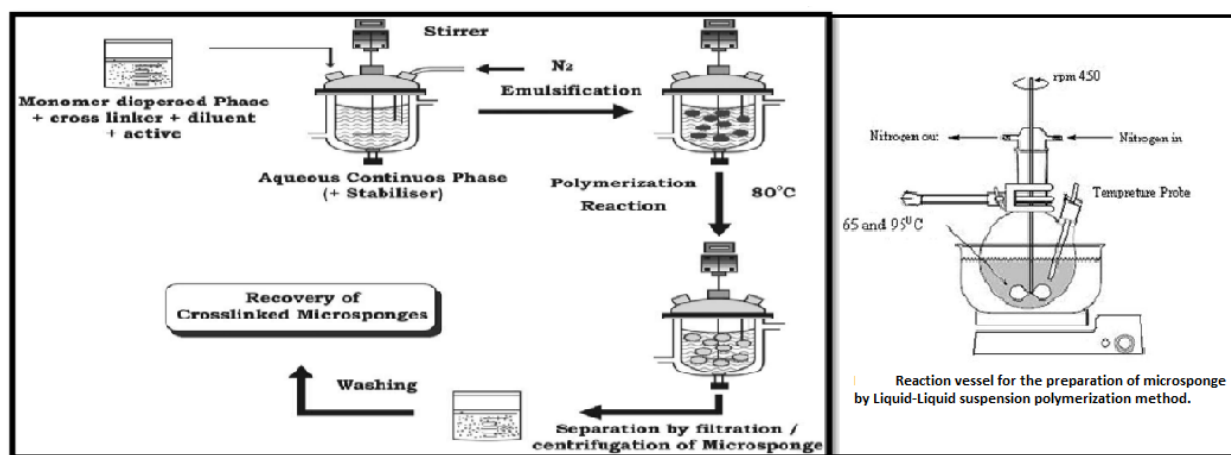 Stirrer
N₂
Monomer dispersed Phase
+ cross linker + diluent
+ active
Emulsification
Aqueous Continuos Phase
(+ Stabiliser)
Polymerization
Reaction
80°C
Recovery of
Crosslinked Microsponges
Washing
Separation by filtration /
centrifugation of Microsponge
rpm 450
Nitrogen out
Nitrogen in
Tempreture Probe
65 and 95⁰C
Reaction vessel for the preparation of microsponge
by Liquid-Liquid suspension polymerization method.